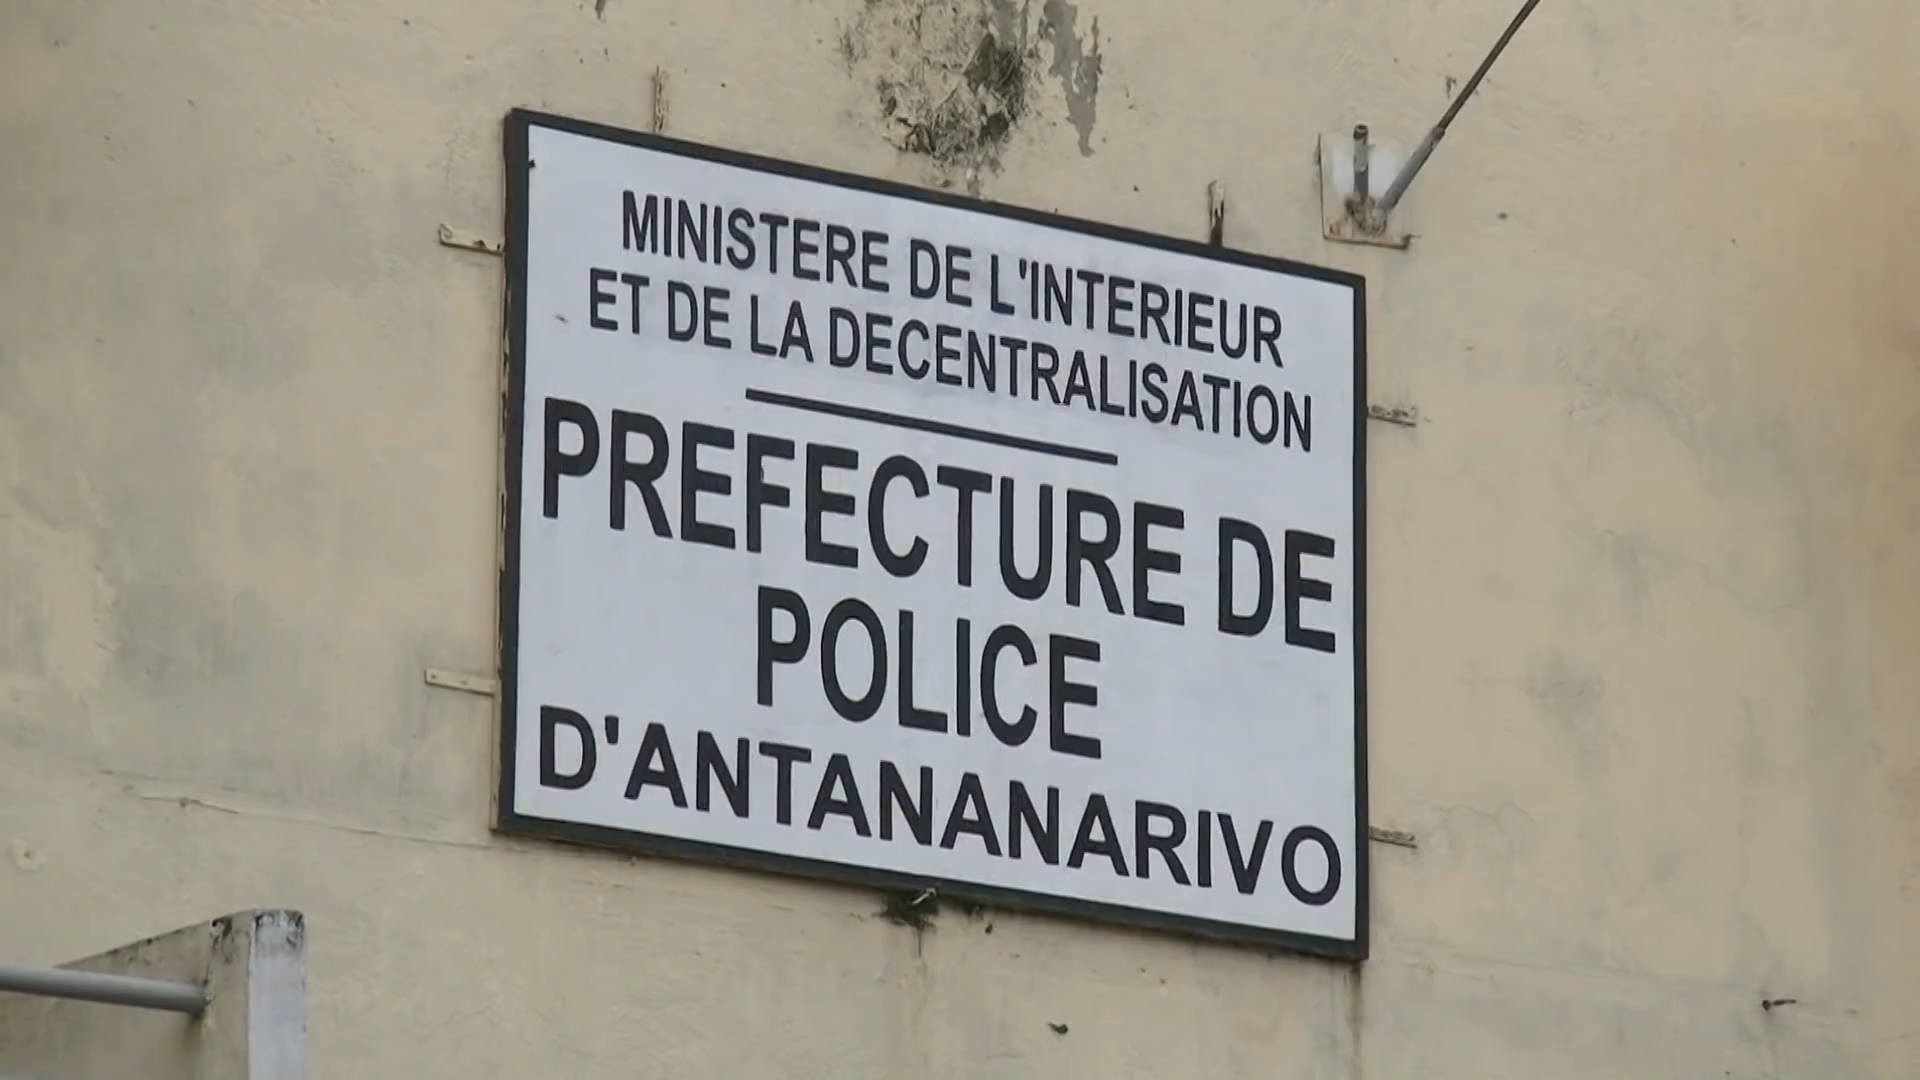 MINISTERE DE L'INTERIEUR
ET DE LA DECENTRALISATION
PREFECTURE DE
POLICE
D'ANTANANARIVO